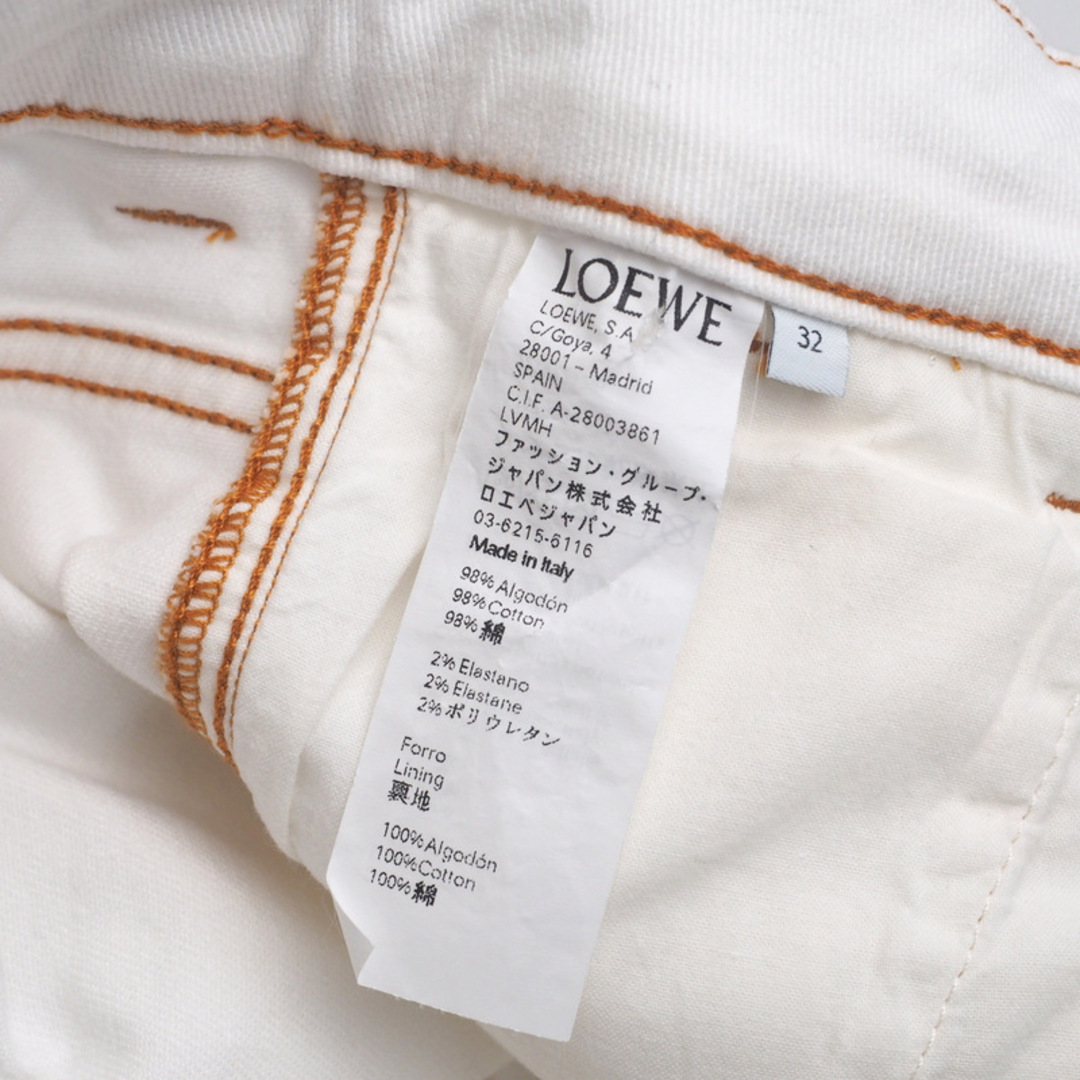 LOEWE
LOEWE, S.A
C/Goya, 4
28001 - Madrid
SPAIN
C.I.F. A-28003861
LVMH
ファッション・グループ・
ジャパン株式会社
ロエベジャパン
03-6215-6116
Made in Italy
98% Algodón
98% Cotton
98% 綿
2% Elastano
2% Elastane
2% ポリウレタン
Forro
Lining
裏地
100% Algodón
100% Cotton
100% 綿
32